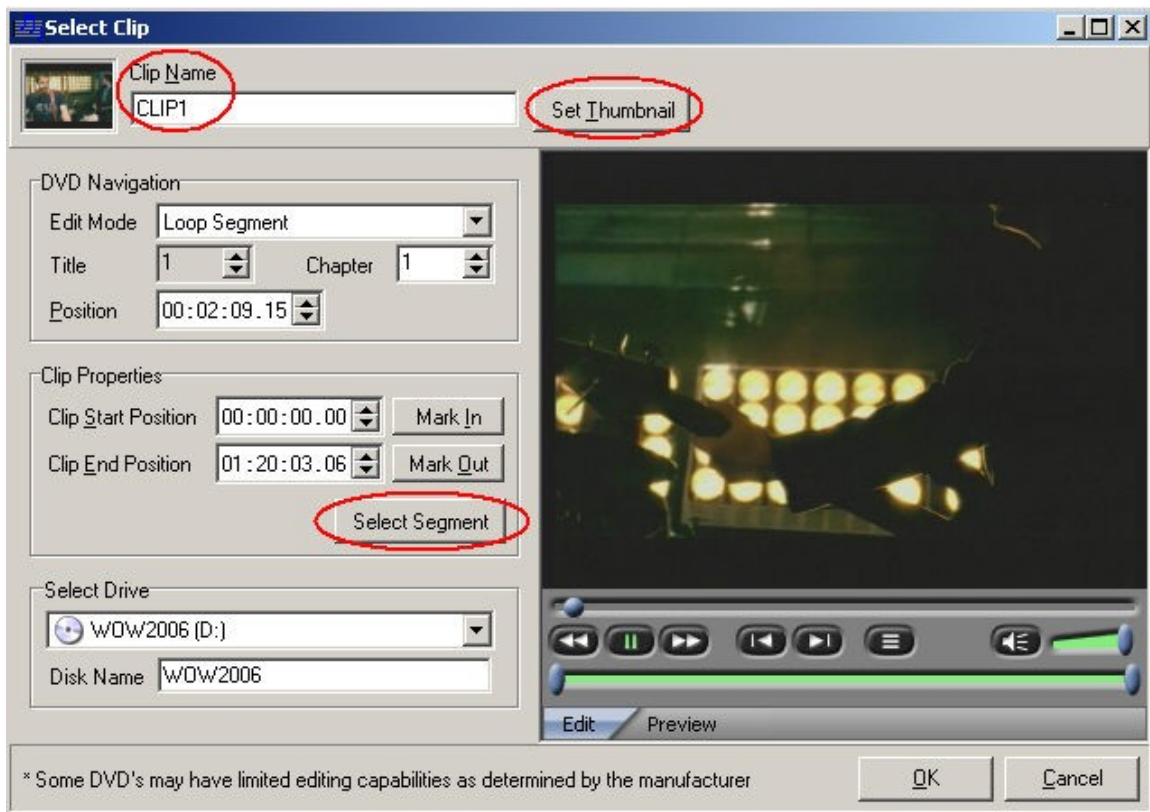 Select Clip
Clip Name
CLIP1
Set Thumbnail
DVD Navigation
Edit Mode Loop Segment
Title 1 Chapter 1
Position 00:02:09.15
Clip Properties
Clip Start Position 00:00:00.00 Mark In
Clip End Position 01:20:03.06 Mark Out
Select Segment
Select Drive
WOW2006 (D:)
Disk Name WOW2006
Edit Preview
* Some DVD's may have limited editing capabilities as determined by the manufacturer
OK Cancel